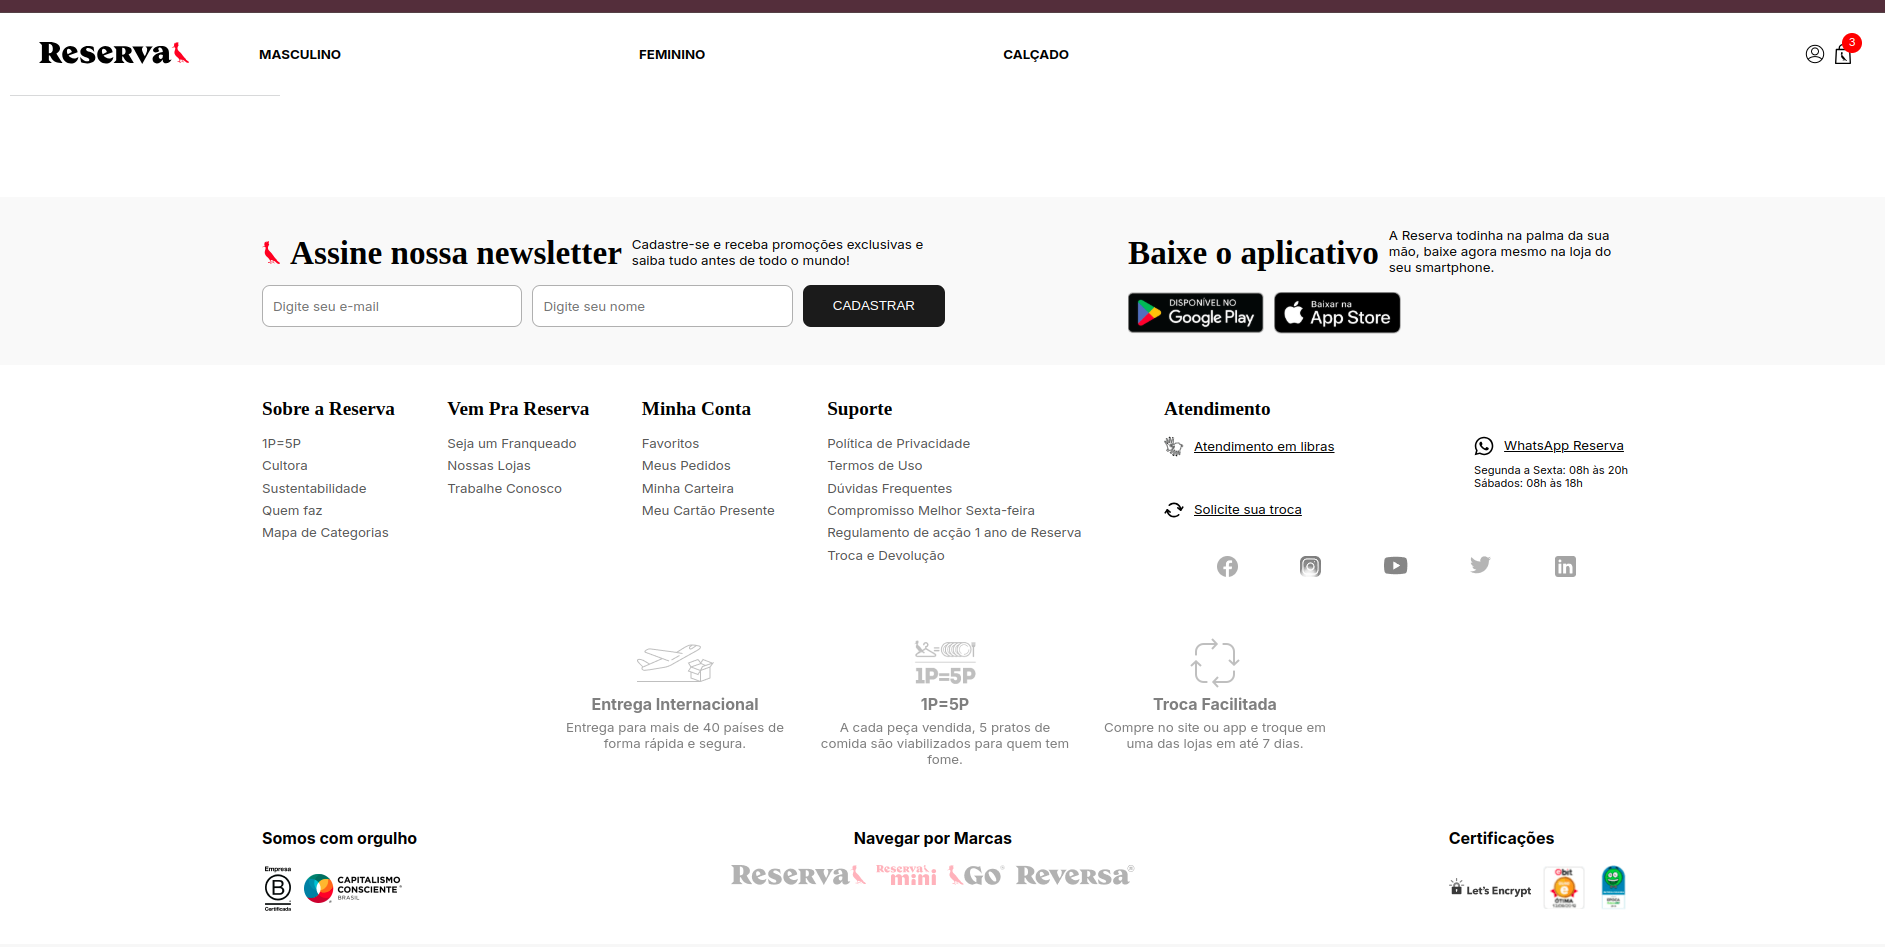 Reserva
MASCULINO
FEMININO
CALÇADO
3
Assine nossa newsletter
Cadastre-se e receba promoções exclusivas e
saiba tudo antes de todo o mundo!
Digite seu e-mail
Digite seu nome
CADASTRAR
Baixe o aplicativo
A Reserva todinha na palma da sua
mão, baixe agora mesmo na loja do
seu smartphone.
DISPONÍVEL NO
Google Play
Baixar na
App Store
Sobre a Reserva
1P=5P
Cultora
Sustentabilidade
Quem faz
Mapa de Categorias
Vem Pra Reserva
Seja um Franqueado
Nossas Lojas
Trabalhe Conosco
Minha Conta
Favoritos
Meus Pedidos
Minha Carteira
Meu Cartão Presente
Suporte
Política de Privacidade
Termos de Uso
Dúvidas Frequentes
Compromisso Melhor Sexta-feira
Regulamento de acção 1 ano de Reserva
Troca e Devolução
Atendimento
Atendimento em libras
WhatsApp Reserva
Segunda a Sexta: 08h às 20h
Sábados: 08h às 18h
Solicite sua troca
1P=5P
Entrega Internacional
Entrega para mais de 40 países de
forma rápida e segura.
1P=5P
A cada peça vendida, 5 pratos de
comida são viabilizados para quem tem
fome.
Troca Facilitada
Compre no site ou app e troque em
uma das lojas em até 7 dias.
Somos com orgulho
Empresa
B
Certificada
CAPITALISMO
CONSCIENTE
BRASIL
Navegar por Marcas
Reserva
Reserva
mini
Go
Reversa
Certificações
Let's Encrypt
ebit
ÓTIMA